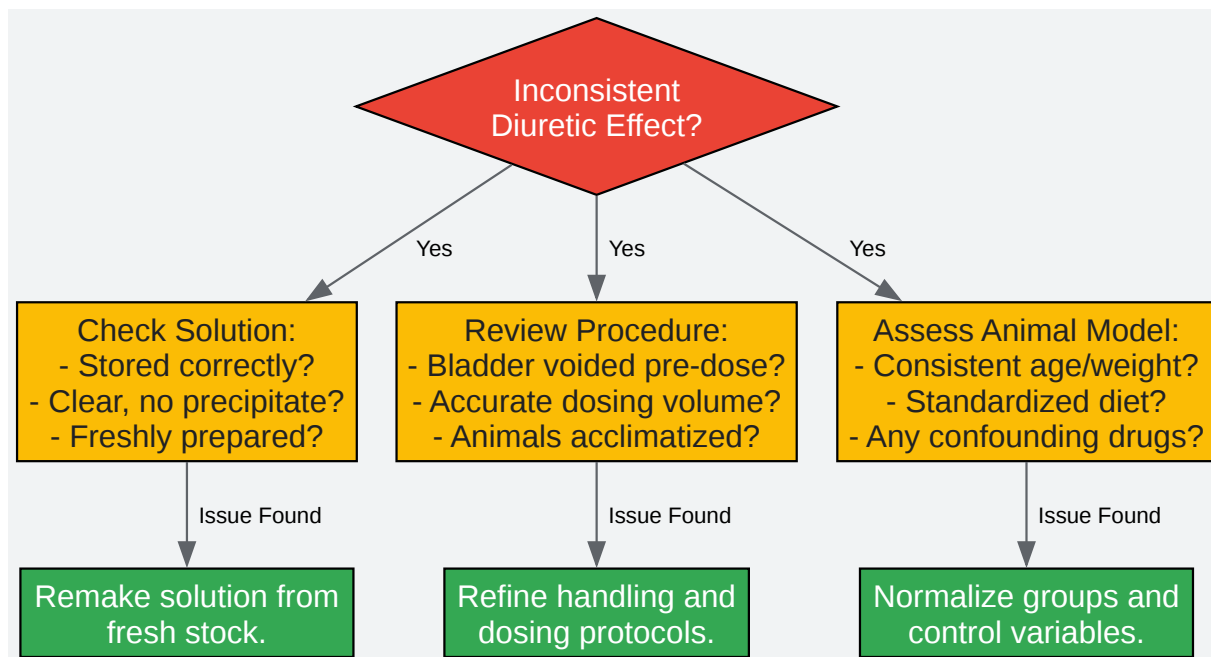 Inconsistent
Diuretic Effect?
Yes
Yes
Yes
Check Solution:
- Stored correctly?
- Clear, no precipitate?
- Freshly prepared?
Review Procedure:
- Bladder voided pre-dose?
- Accurate dosing volume?
- Animals acclimatized?
Assess Animal Model:
- Consistent age/weight?
- Standardized diet?
- Any confounding drugs?
Issue Found
Issue Found
Issue Found
Remake solution from
fresh stock.
Refine handling and
dosing protocols.
Normalize groups and
control variables.